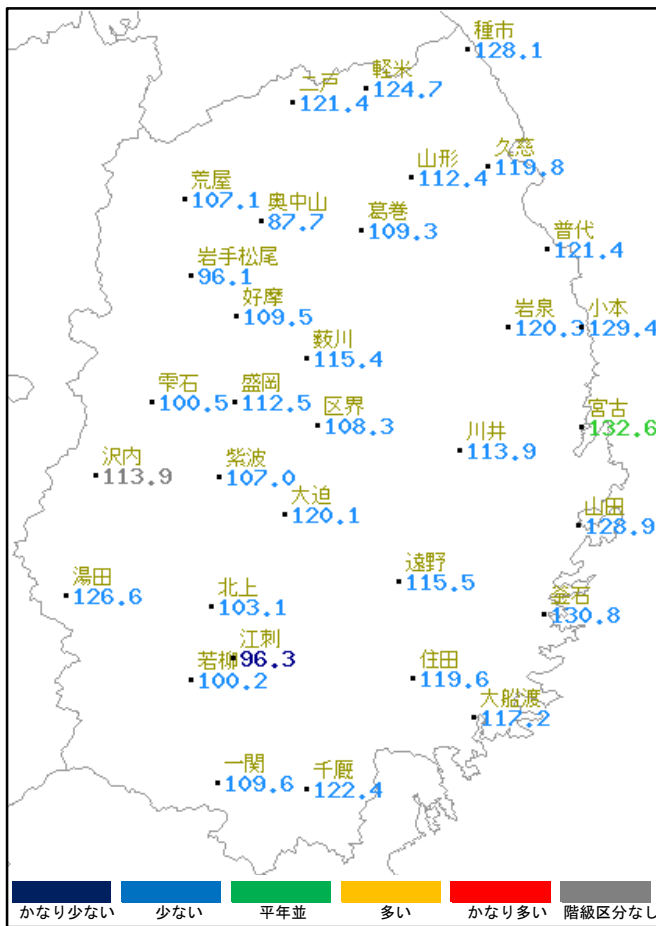 種市
128.1
軽米
124.7
二戸
121.4
久慈
119.8
山形
112.4
荒屋
107.1
奥中山
87.7
葛巻
109.3
普代
121.4
岩手松尾
96.1
好摩
109.5
岩泉
120.3
小本
129.4
薮川
115.4
雫石
100.5
盛岡
112.5
区界
108.3
宮古
132.6
川井
113.9
沢内
113.9
紫波
107.0
大迫
120.1
山田
128.9
遠野
115.5
湯田
126.6
北上
103.1
釜石
130.8
江刺
96.3
若柳
100.2
住田
119.6
大船渡
117.2
一関
109.6
千厩
122.4
かなり少ない
少ない
平年並
多い
かなり多い
階級区分なし